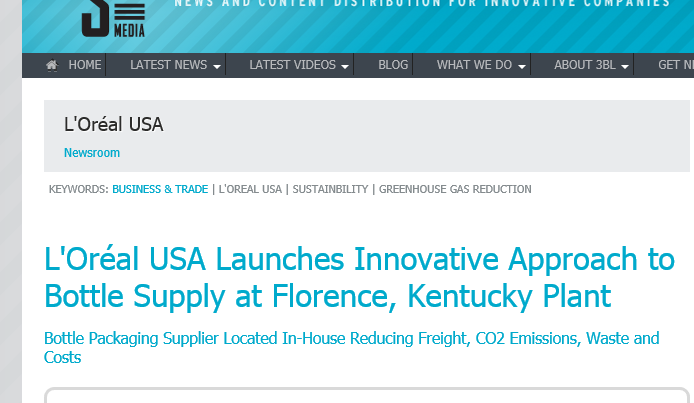 NEWS AND CONTENT DISTRIBUTION FOR INNOVATIVE COMPANIES
3 MEDIA
HOME LATEST NEWS LATEST VIDEOS BLOG WHAT WE DO ABOUT 3BL GET
L'Oréal USA
Newsroom
KEYWORDS: BUSINESS & TRADE | L'OREAL USA | SUSTAINBILITY | GREENHOUSE GAS REDUCTION
L'Oréal USA Launches Innovative Approach to
Bottle Supply at Florence, Kentucky Plant
Bottle Packaging Supplier Located In-House Reducing Freight, CO2 Emissions, Waste and
Costs